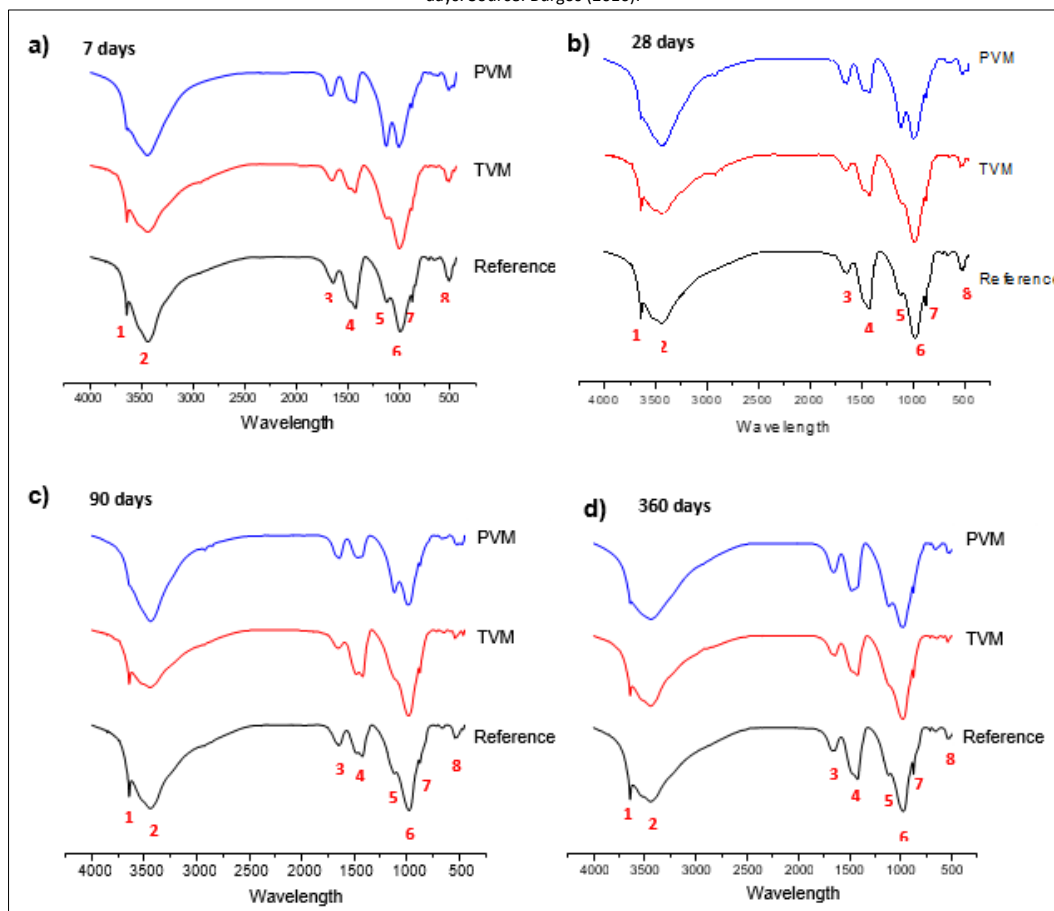 days. Source: Borges (2020).
a) 7 days
PVM
TVM
Reference
1 2 3 4 5 6 7 8
4000 3500 3000 2500 2000 1500 1000 500
Wavelength
b) 28 days
PVM
TVM
Reference
1 2 3 4 5 6 7 8
4000 3500 3000 2500 2000 1500 1000 500
Wavelength
c) 90 days
PVM
TVM
Reference
1 2 3 4 5 6 7 8
4000 3500 3000 2500 2000 1500 1000 500
Wavelength
d) 360 days
PVM
TVM
Reference
1 2 3 4 5 6 7 8
4000 3500 3000 2500 2000 1500 1000 500
Wavelength